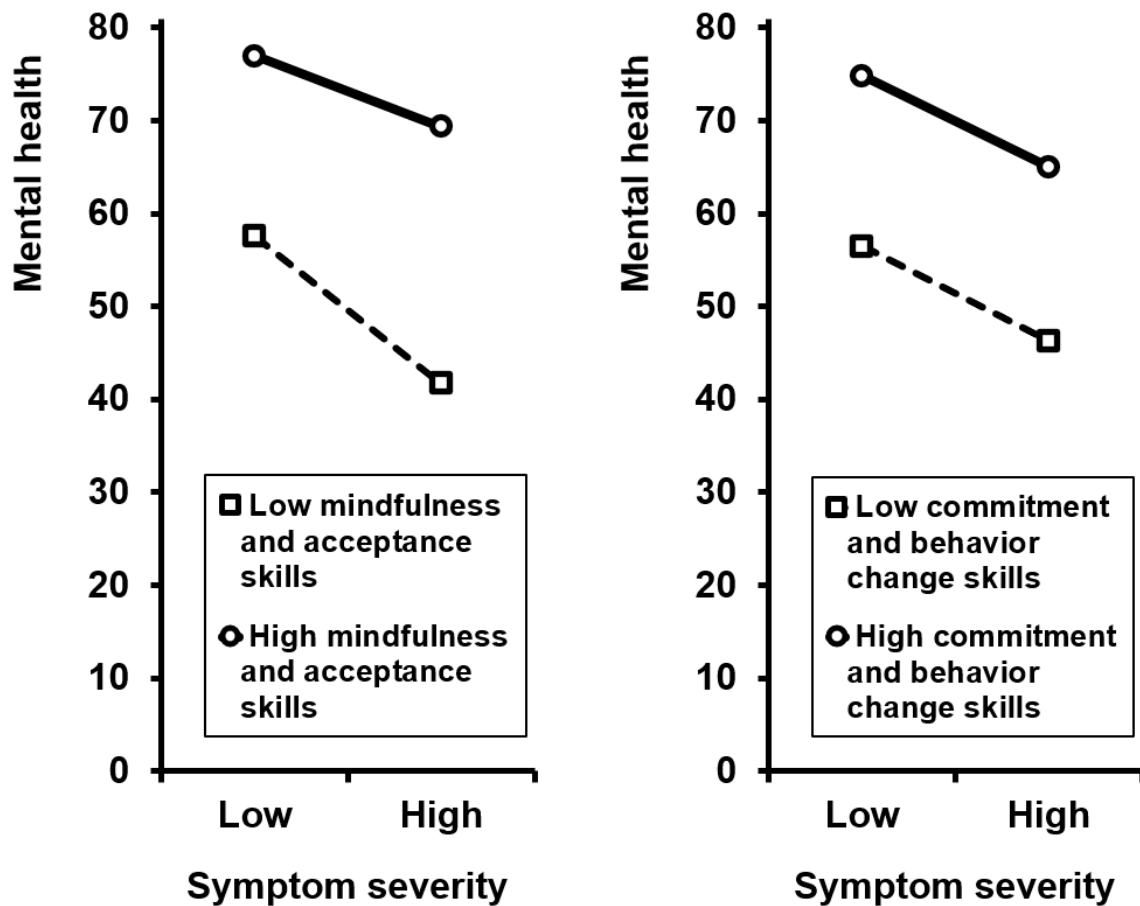 Mental health
80
70
60
50
40
30
20
10
0
Low mindfulness
and acceptance
skills
High mindfulness
and acceptance
skills
Low High
Symptom severity
Mental health
80
70
60
50
40
30
20
10
0
Low commitment
and behavior
change skills
High commitment
and behavior
change skills
Low High
Symptom severity